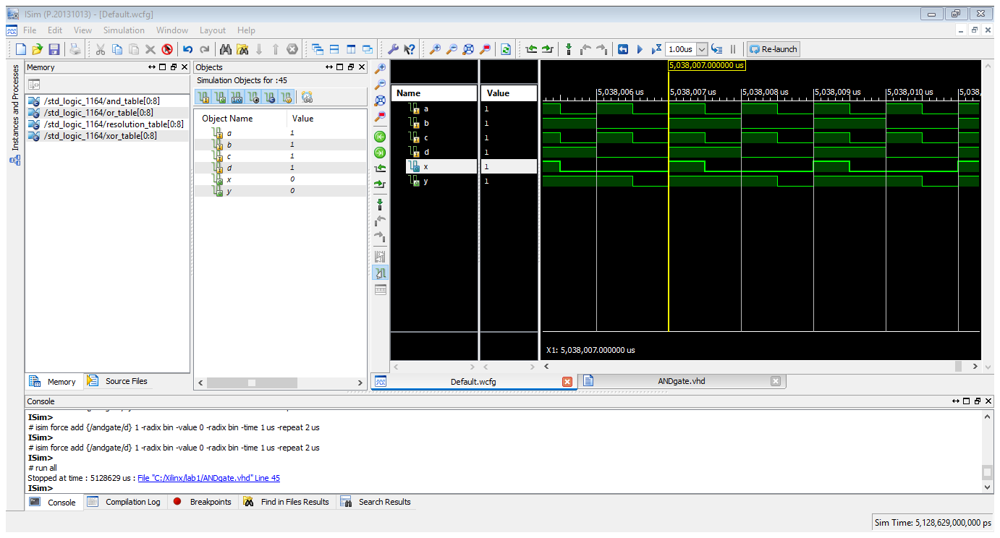 ISim (P.20131013) - [Default.wcfg]
File Edit View Simulation Window Layout Help
1.00us Re-launch
Instances and Processes
Memory
/std_logic_1164/and_table[0:8]
/std_logic_1164/or_table[0:8]
/std_logic_1164/resolution_table[0:8]
/std_logic_1164/xor_table[0:8]
Memory Source Files
Objects
Simulation Objects for :45
Object Name Value
a 1
b 1
c 1
d 1
x 0
y 0
Name Value
a 1
b 1
c 1
d 1
x 1
y 1
5,038,007.000000 us
5,038,006 us 5,038,007 us 5,038,008 us 5,038,009 us 5,038,010 us 5,038,
X1: 5,038,007.000000 us
Default.wcfg ANDgate.vhd
Console
ISim>
# isim force add {/andgate/d} 1 -radix bin -value 0 -radix bin -time 1 us -repeat 2 us
ISim>
# isim force add {/andgate/d} 1 -radix bin -value 0 -radix bin -time 1 us -repeat 2 us
ISim>
# run all
Stopped at time : 5128629 us : File "C:/Xilinx/lab1/ANDgate.vhd" Line 45
ISim>
Console Compilation Log Breakpoints Find in Files Results Search Results
Sim Time: 5,128,629,000,000 ps